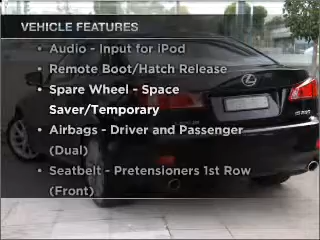 VEHICLE FEATURES
• Audio - Input for iPod
• Remote Boot/Hatch Release
• Spare Wheel - Space
Saver/Temporary
• Airbags - Driver and Passenger
(Dual)
• Seatbelt - Pretensioners 1st Row
(Front)